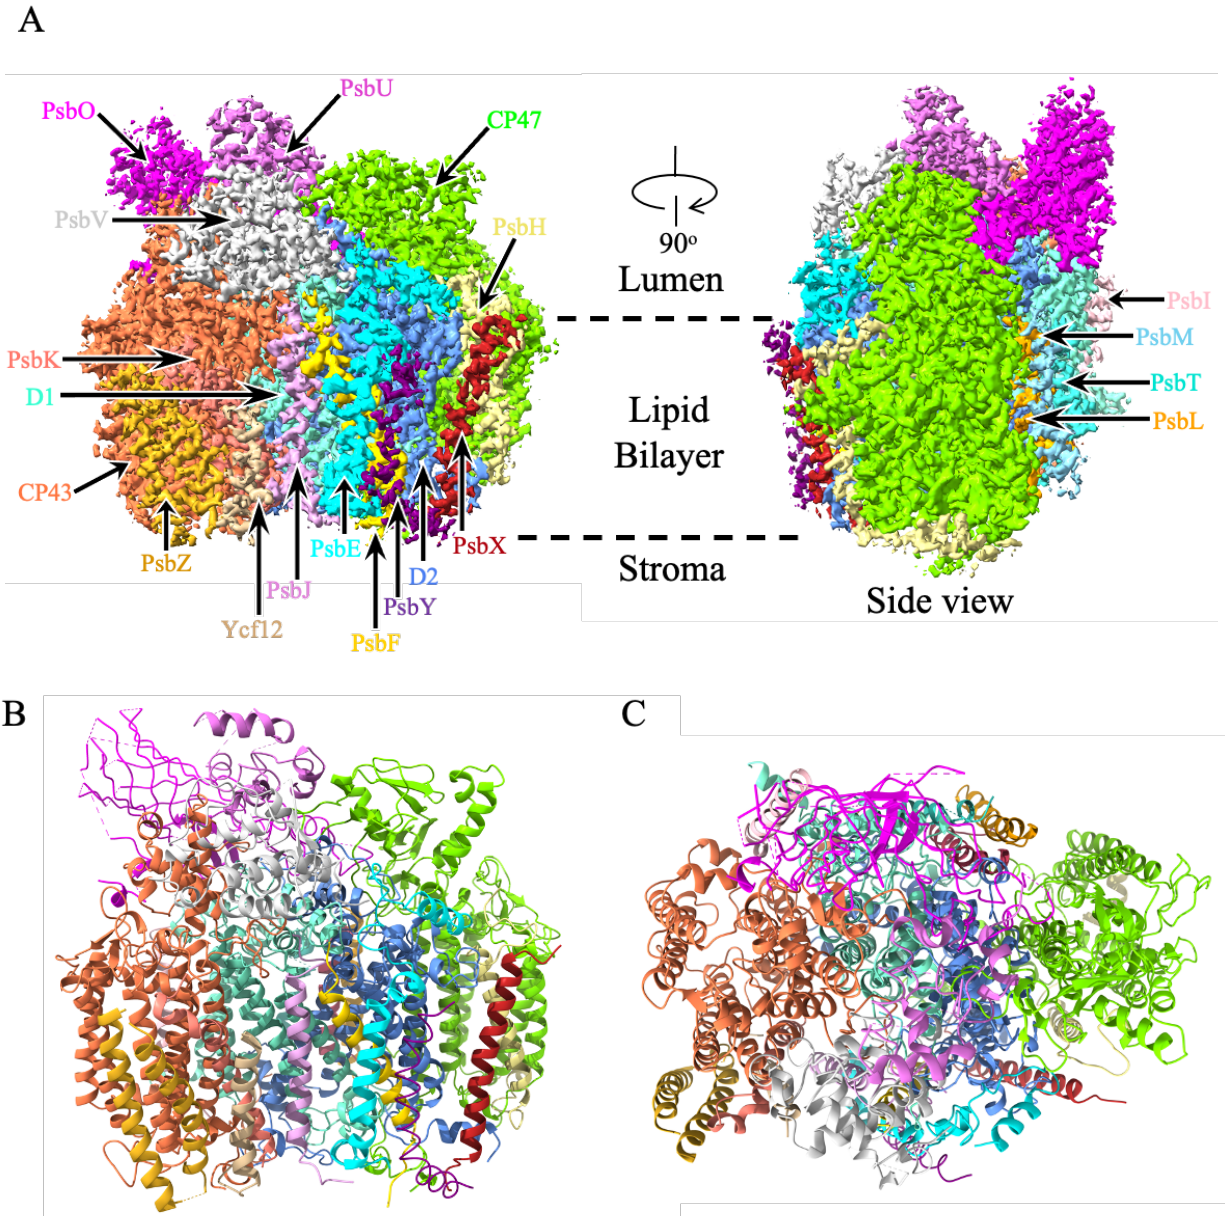 A
PsbU
PsbO
CP47
PsbV
PsbH
90o
Lumen
PsbI
PsbM
PsbK
D1
PsbT
Lipid
Bilayer
PsbL
CP43
PsbZ
PsbE
PsbX
D2
Stroma
PsbJ
PsbY
Side view
Ycf12
PsbF
B
C